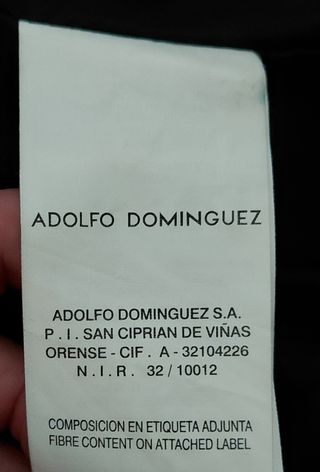 ADOLFO DOMINGUEZ
ADOLFO DOMINGUEZ S.A.
P . I . SAN CIPRIAN DE VIÑAS
ORENSE - CIF . A - 32104226
N . I . R . 32 / 10012
COMPOSICION EN ETIQUETA ADJUNTA
FIBRE CONTENT ON ATTACHED LABEL